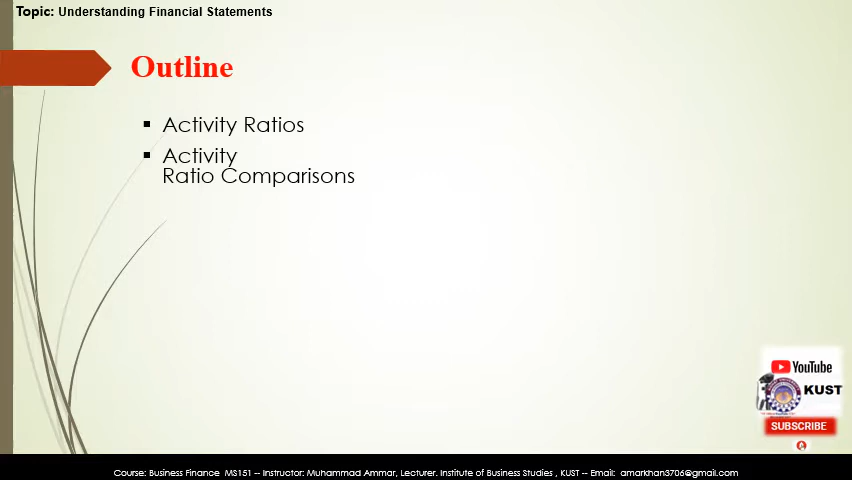 Topic: Understanding Financial Statements
Outline
Activity Ratios
Activity
Ratio Comparisons
YouTube
KUST
SUBSCRIBE
Course: Business Finance MS151 -- Instructor: Muhammad Ammar, Lecturer. Institute of Business Studies , KUST -- Email: amarkhan3706@gmail.com